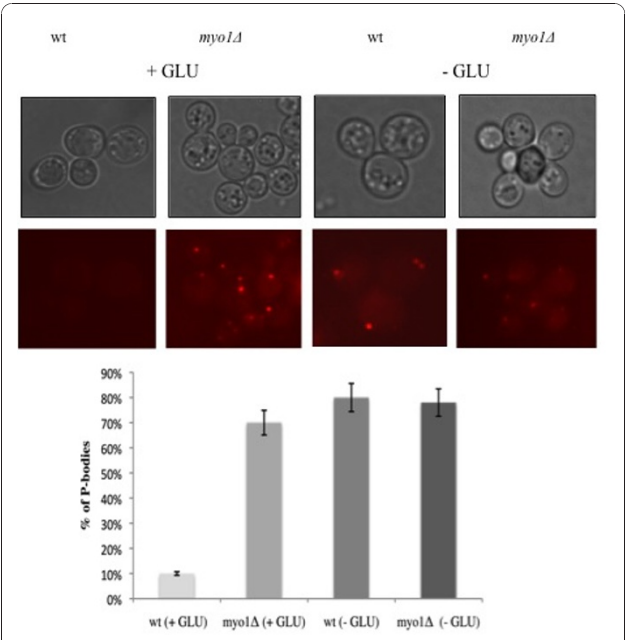 wt myo1Δ wt myo1Δ
+ GLU - GLU
% of P-bodies
90%
80%
70%
60%
50%
40%
30%
20%
10%
0%
wt (+ GLU) myo1Δ (+ GLU) wt (- GLU) myo1Δ (- GLU)